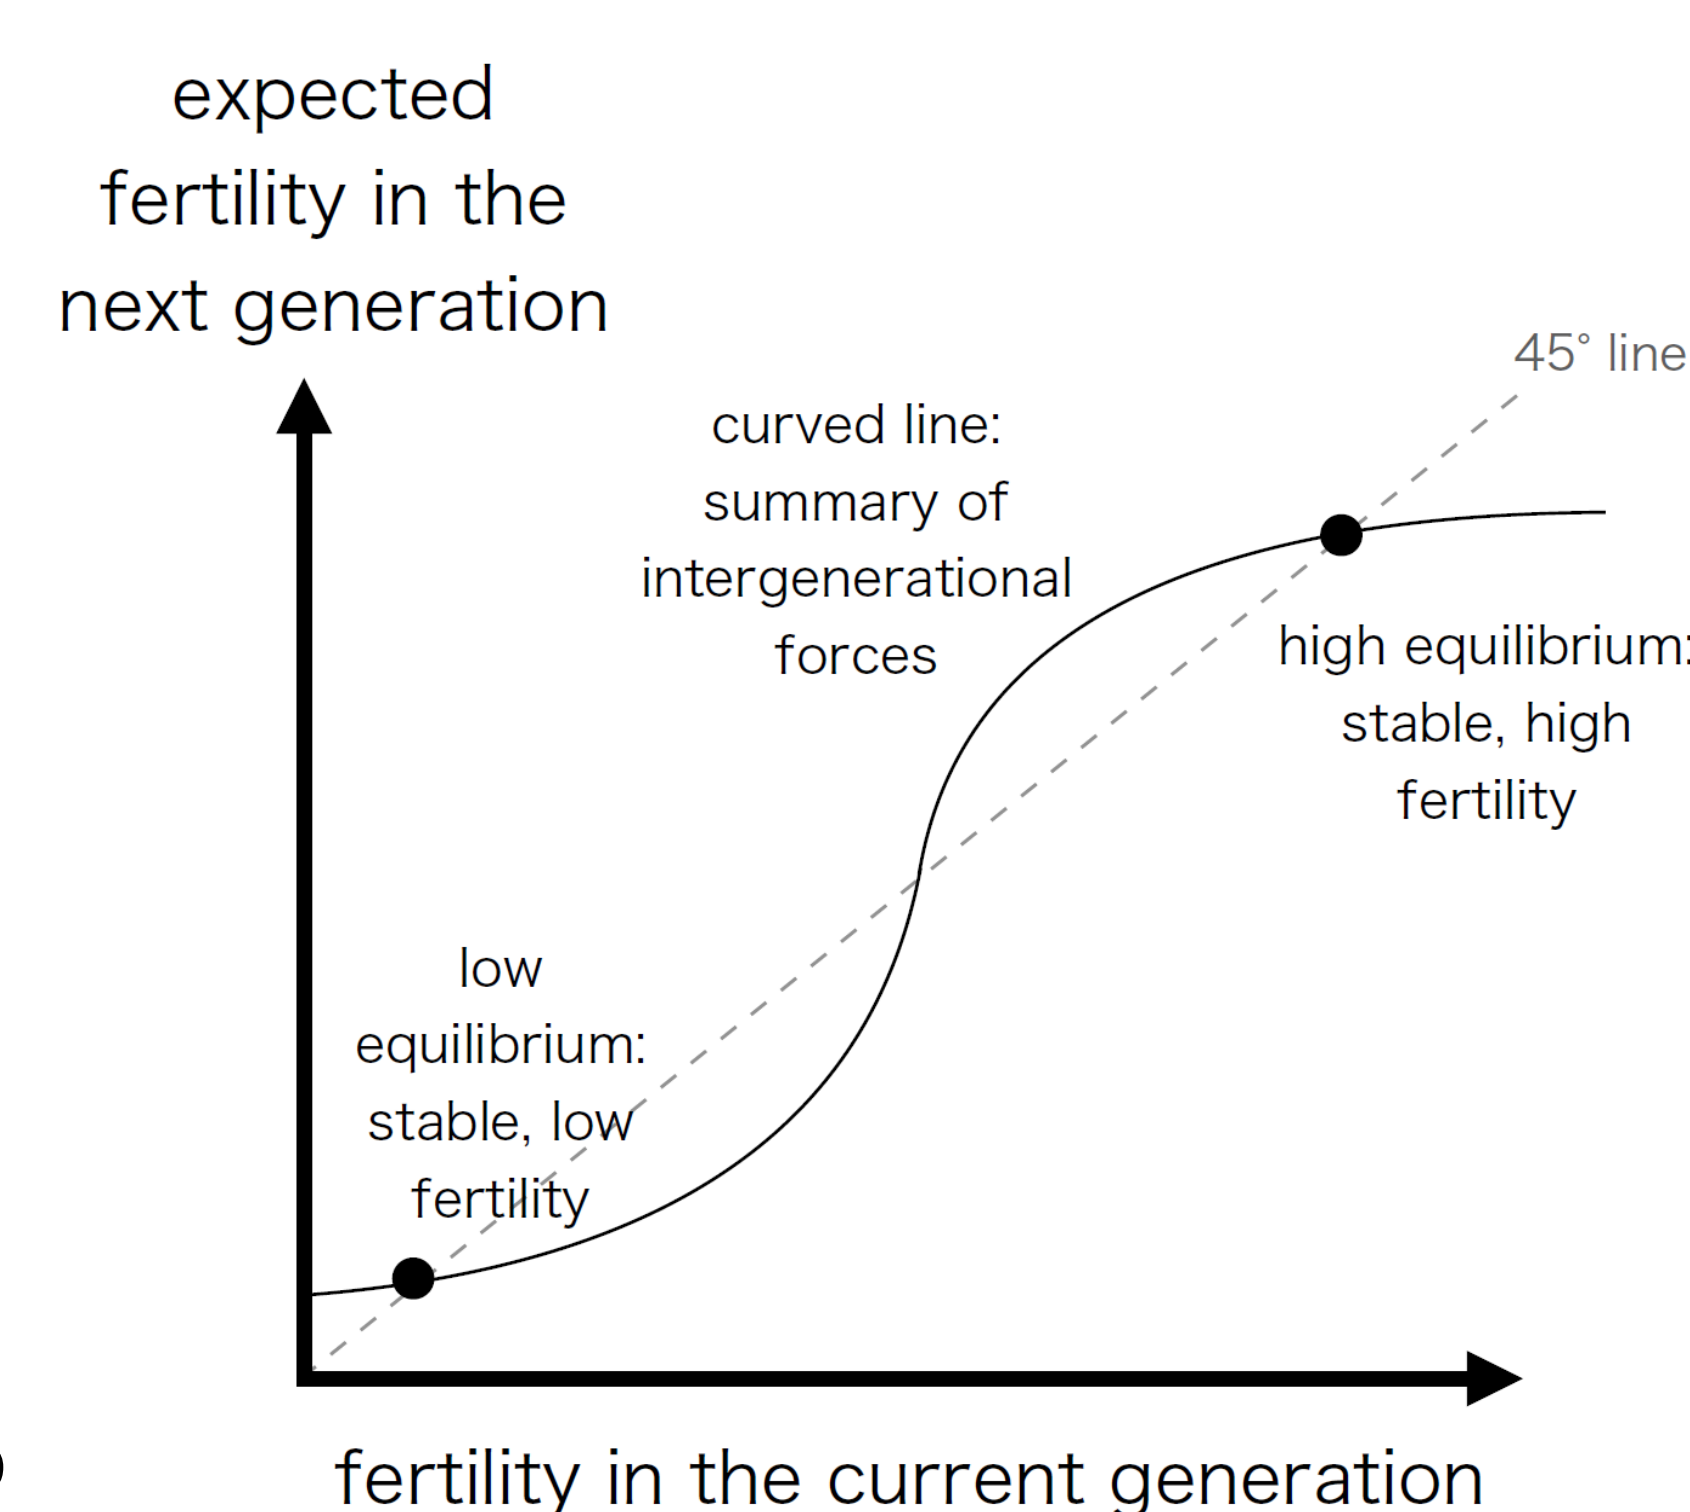 expected
fertility in the
next generation
45° line
curved line:
summary of
intergenerational
forces
high equilibrium:
stable, high
fertility
low
equilibrium:
stable, low
fertility
fertility in the current generation